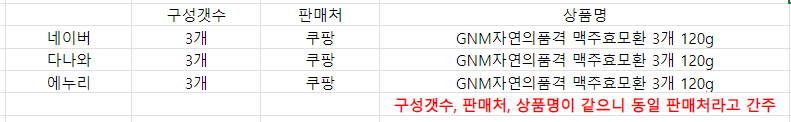 구성갯수 판매처 상품명
네이버 3개 쿠팡 GNM자연의품격 맥주효모환 3개 120g
다나와 3개 쿠팡 GNM자연의품격 맥주효모환 3개 120g
에누리 3개 쿠팡 GNM자연의품격 맥주효모환 3개 120g
구성갯수, 판매처, 상품명이 같으니 동일 판매처라고 간주